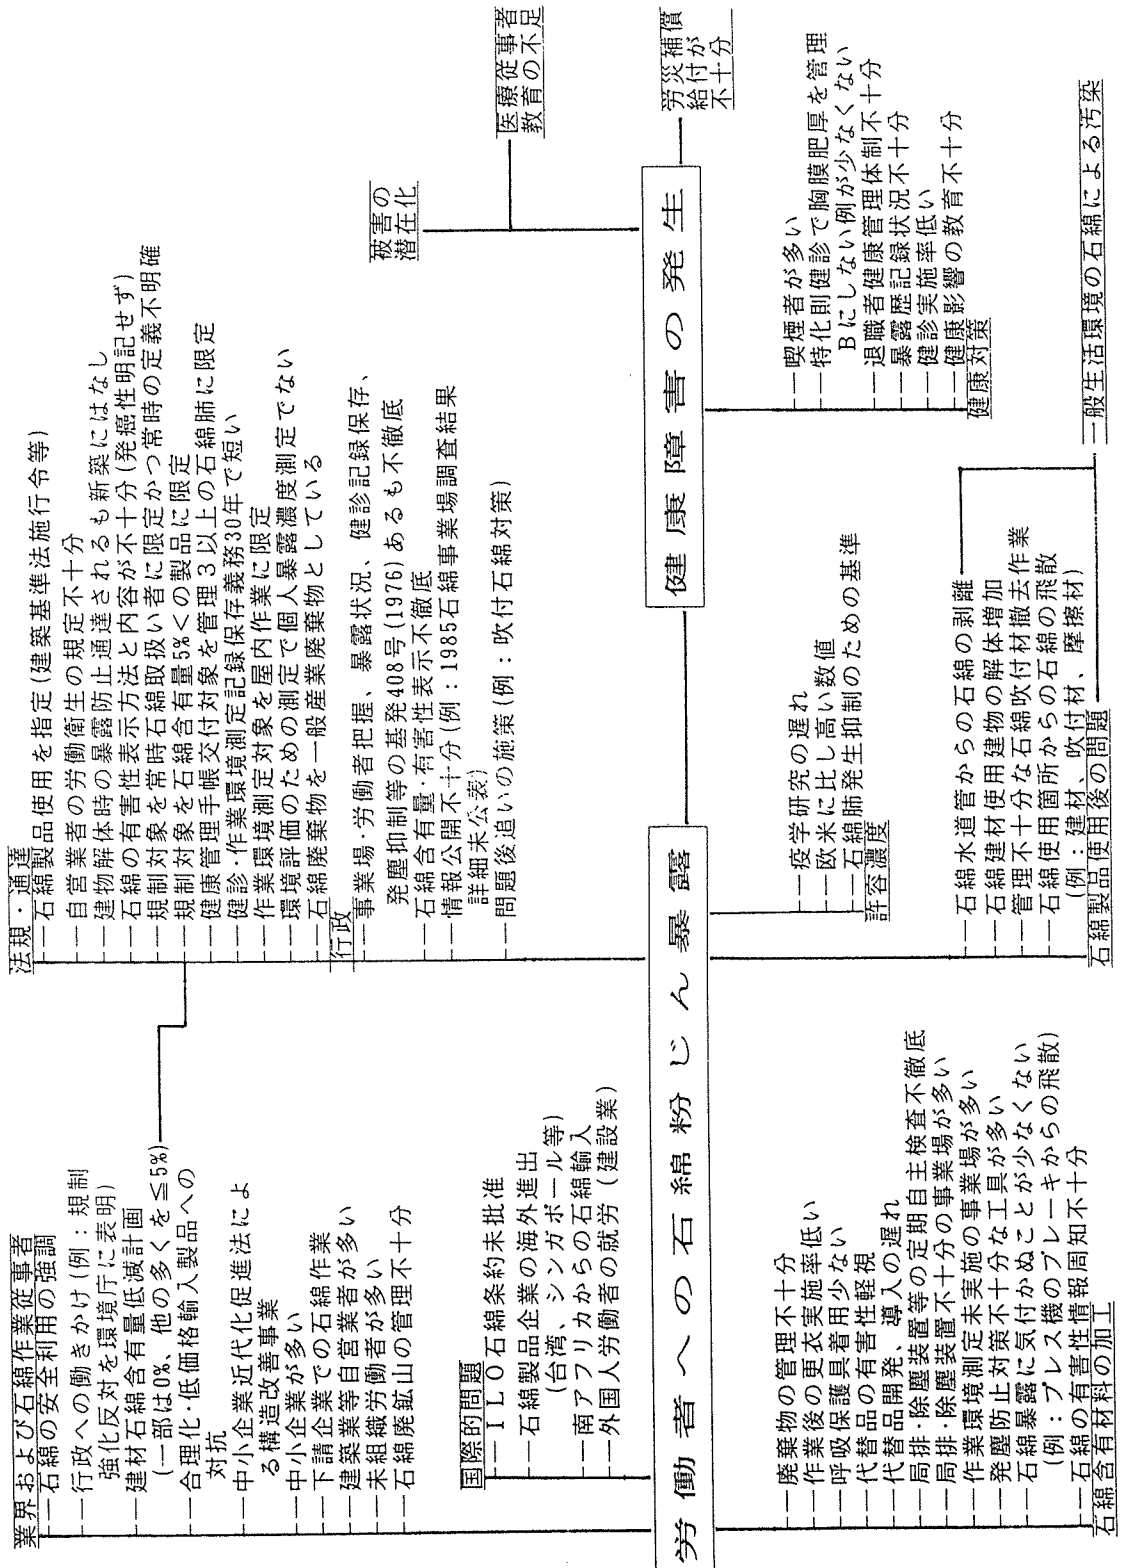 業界および石綿作業従事者
石綿の安全利用の強調
行政への働きかけ(例:規制
強化反対を環境庁に表明)
建材石綿含有量低減計画
(一部は0%、他の多くを≦5%)
合理化・低価格輸入製品への
対抗
中小企業近代化促進法によ
る構造改善事業
中小企業が多い
下請企業での石綿作業
建築業等自営業者が多い
未組織労働者が多い
石綿廃鉱山の管理不十分
法規・通達
石綿製品使用を指定(建築基準法施行令等)
自営業者の労働衛生の規定不十分
建物解体時の暴露防止通達されるも新築にはなし
石綿の有害性表示方法と内容が不十分(発癌性明記せず)
規制対象を常時石綿取扱い者に限定かつ常時の定義不明確
規制対象を石綿含有量5%<の製品に限定
健康管理手帳交付対象を管理3以上の石綿肺に限定
健診・作業環境測定記録保存義務30年で短い
作業環境測定対象を屋内作業に限定
環境評価のための測定で個人暴露濃度測定でない
石綿廃棄物を一般産業廃棄物としている
行政
事業場・労働者把握、暴露状況、健診記録保存、
発塵抑制等の基発408号(1976)あるも不徹底
石綿含有量・有害性表示不徹底
情報公開不十分(例:1985石綿事業場調査結果
詳細未公表)
問題後追いの施策(例:吹付石綿対策)
被害の
潜在化
医療従事者
教育の不足
国際的問題
ILO石綿条約未批准
石綿製品企業の海外進出
(台湾、シンガポール等)
南アフリカからの石綿輸入
外国人労働者の就労(建設業)
労働者への石綿粉じん暴露
健康障害の発生
労災補償
給付が
不十分
廃棄物の管理不十分
作業後の更衣実施率低い
呼吸保護具着用少ない
代替品の有害性軽視
代替品開発、導入の遅れ
局排・除塵装置等の定期自主検査不徹底
局排・除塵装置不十分の事業場が多い
作業環境測定未実施の事業場が多い
発塵防止対策不十分な工具が多い
石綿暴露に気付かぬことが少なくない
(例:プレス機のブレーキからの飛散)
石綿の有害性情報周知不十分
石綿含有材料の加工
疫学研究の遅れ
欧米に比し高い数値
石綿肺発生抑制のための基準
許容濃度
石綿水道管からの石綿の剥離
石綿建材使用建物の解体増加
管理不十分な石綿吹付材撤去作業
石綿使用箇所からの石綿の飛散
(例:建材、吹付材、摩擦材)
石綿製品使用後の問題
一般生活環境の石綿による汚染
喫煙者が多い
特化則健診で胸膜肥厚を管理
Bにしない例が少なくない
退職者健康管理体制不十分
暴露歴記録状況不十分
健診実施率低い
健康影響の教育不十分
健康対策